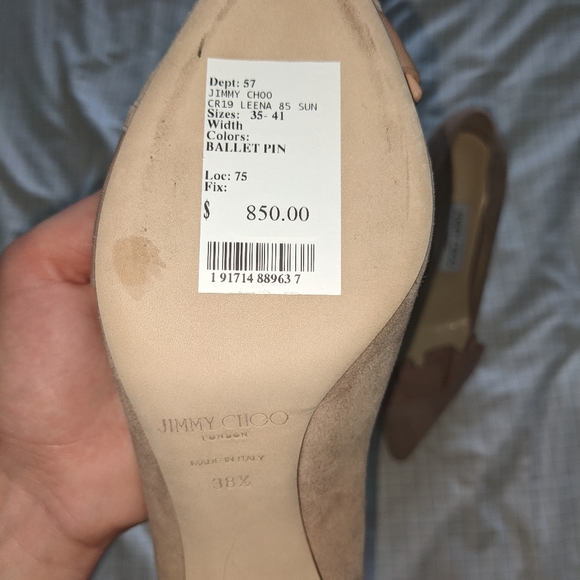 Dept: 57
JIMMY CHOO
CR19 LEENA 85 SUN
Sizes: 35- 41
Width
Colors:
BALLET PIN
Loc: 75
Fix:
$ 850.00
1 91714 88963 7
JIMMY CHOO
LONDON
MADE IN ITALY
38½